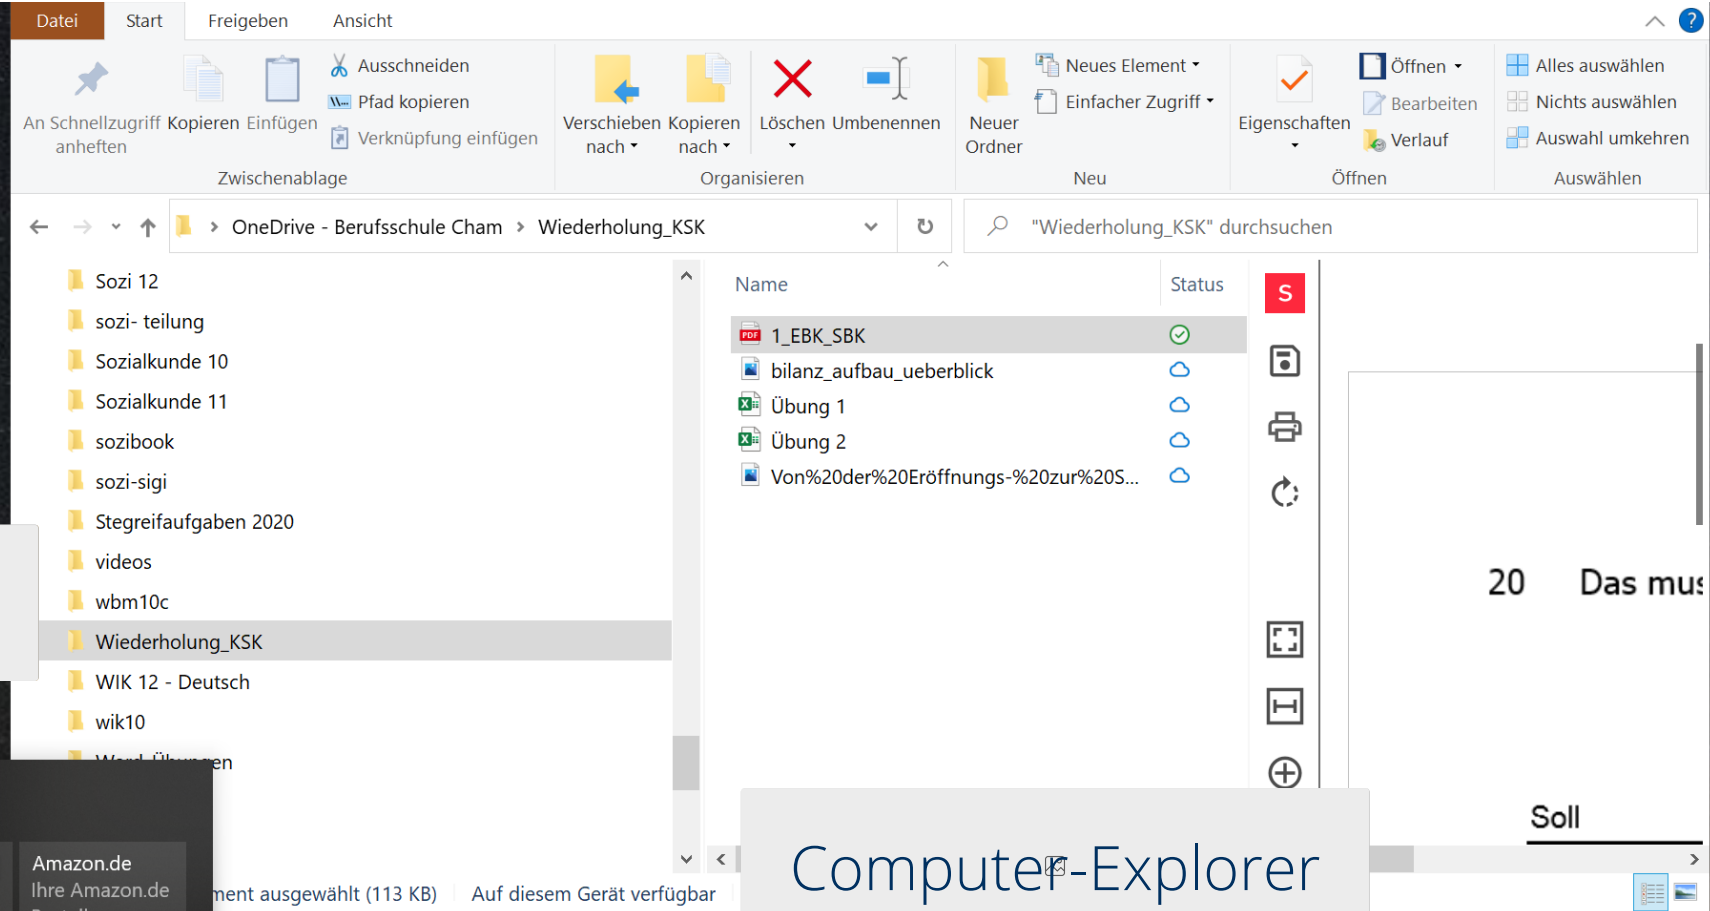 Datei Start Freigeben Ansicht
An Schnellzugriff anheften
Kopieren
Einfügen
Ausschneiden
Pfad kopieren
Verknüpfung einfügen
Zwischenablage
Verschieben nach
Kopieren nach
Löschen
Umbenennen
Organisieren
Neuer Ordner
Neues Element
Einfacher Zugriff
Neu
Eigenschaften
Öffnen
Bearbeiten
Verlauf
Öffnen
Alles auswählen
Nichts auswählen
Auswahl umkehren
Auswählen
OneDrive - Berufsschule Cham > Wiederholung_KSK
"Wiederholung_KSK" durchsuchen
Sozi 12
sozi- teilung
Sozialkunde 10
Sozialkunde 11
sozibook
sozi-sigi
Stegreifaufgaben 2020
videos
wbm10c
Wiederholung_KSK
WIK 12 - Deutsch
wik10
Word-Übungen
Name Status
1_EBK_SBK
bilanz_aufbau_ueberblick
Übung 1
Übung 2
Von%20der%20Eröffnungs-%20zur%20S...
S
20 Das mus
Soll
Amazon.de
Ihre Amazon.de
ment ausgewählt (113 KB) Auf diesem Gerät verfügbar
Computer-Explorer